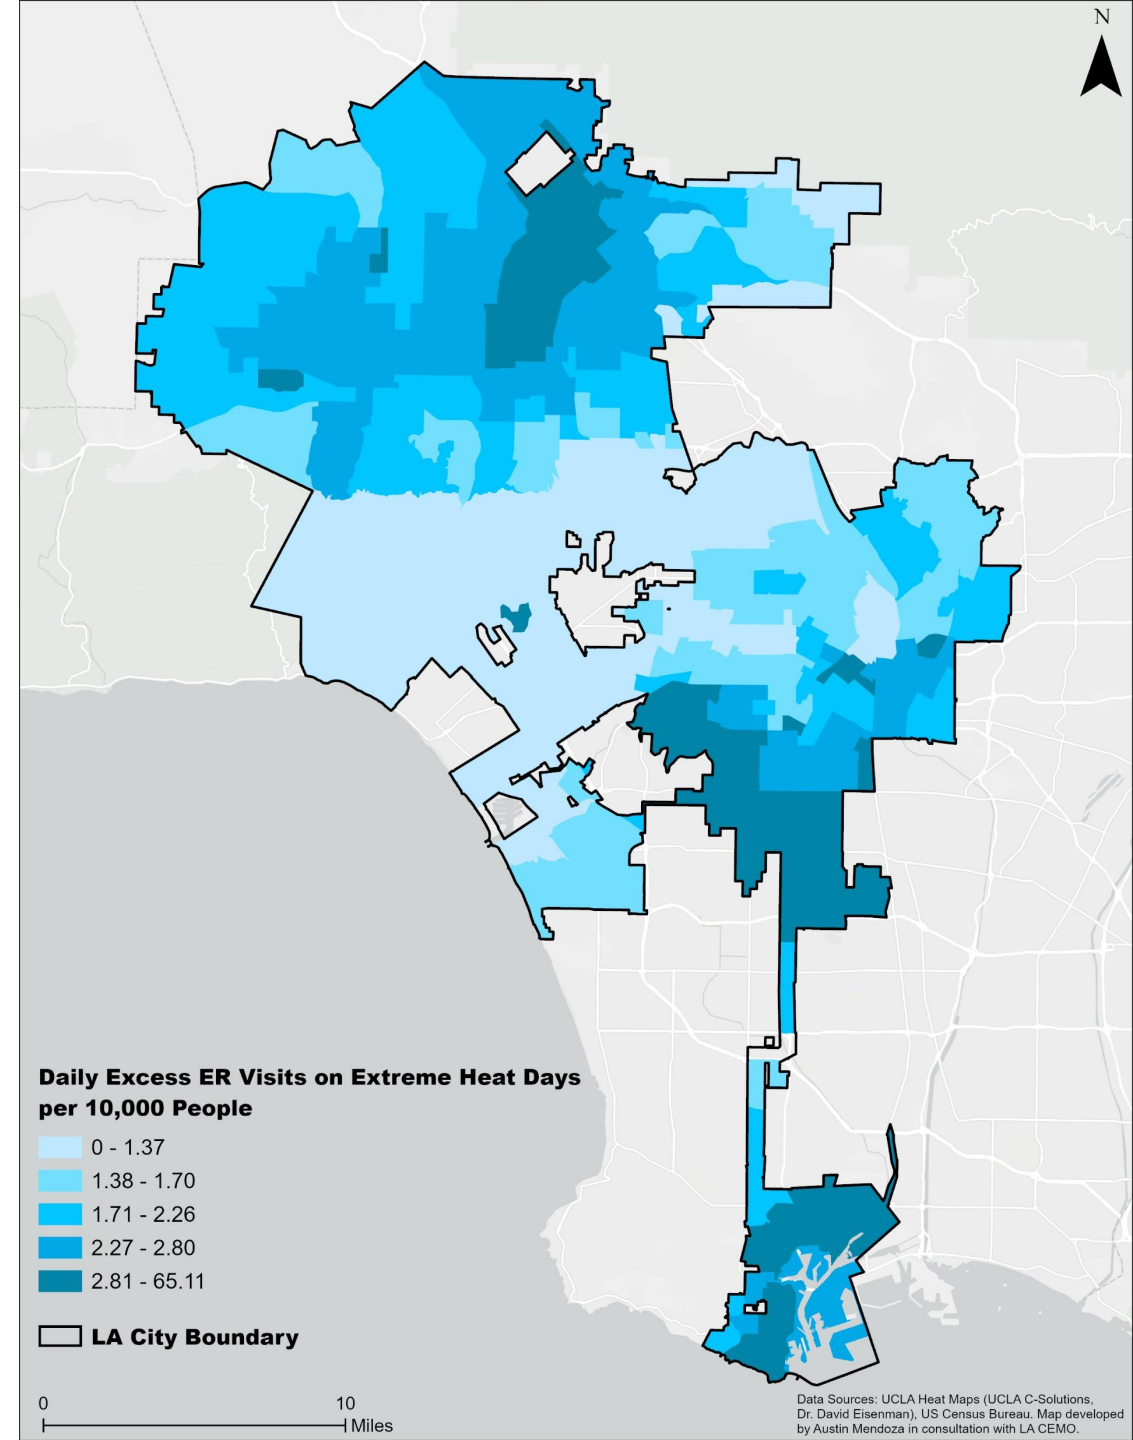 N
Daily Excess ER Visits on Extreme Heat Days
per 10,000 People
0 - 1.37
1.38 - 1.70
1.71 - 2.26
2.27 - 2.80
2.81 - 65.11
LA City Boundary
0 10
Miles
Data Sources: UCLA Heat Maps (UCLA C-Solutions,
Dr. David Eisenman), US Census Bureau. Map developed
by Austin Mendoza in consultation with LA CEMO.